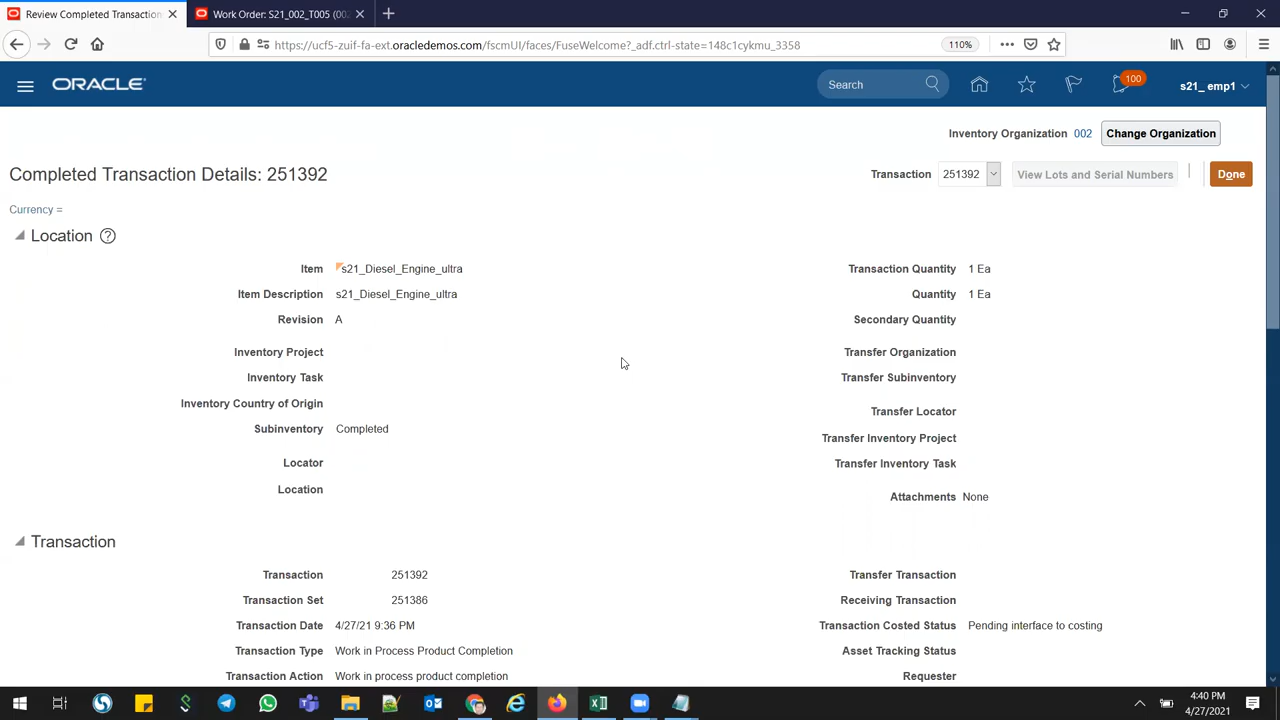 Review Completed Transaction
Work Order: S21_002_T005 (002
https://ucf5-zuif-fa-ext.oracledemos.com/fscmUI/faces/FuseWelcome?_adf.ctrl-state=148c1cykmu_3358
110%
ORACLE
Search
100
s21_ emp1
Inventory Organization 002 Change Organization
Completed Transaction Details: 251392
Transaction 251392 View Lots and Serial Numbers Done
Currency =
Location
Item s21_Diesel_Engine_ultra
Transaction Quantity 1 Ea
Item Description s21_Diesel_Engine_ultra
Quantity 1 Ea
Revision A
Secondary Quantity
Inventory Project
Transfer Organization
Inventory Task
Transfer Subinventory
Inventory Country of Origin
Transfer Locator
Subinventory Completed
Transfer Inventory Project
Locator
Transfer Inventory Task
Location
Attachments None
Transaction
Transaction 251392
Transfer Transaction
Transaction Set 251386
Receiving Transaction
Transaction Date 4/27/21 9:36 PM
Transaction Costed Status Pending interface to costing
Transaction Type Work in Process Product Completion
Asset Tracking Status
Transaction Action Work in process product completion
Requester
4:40 PM
4/27/2021